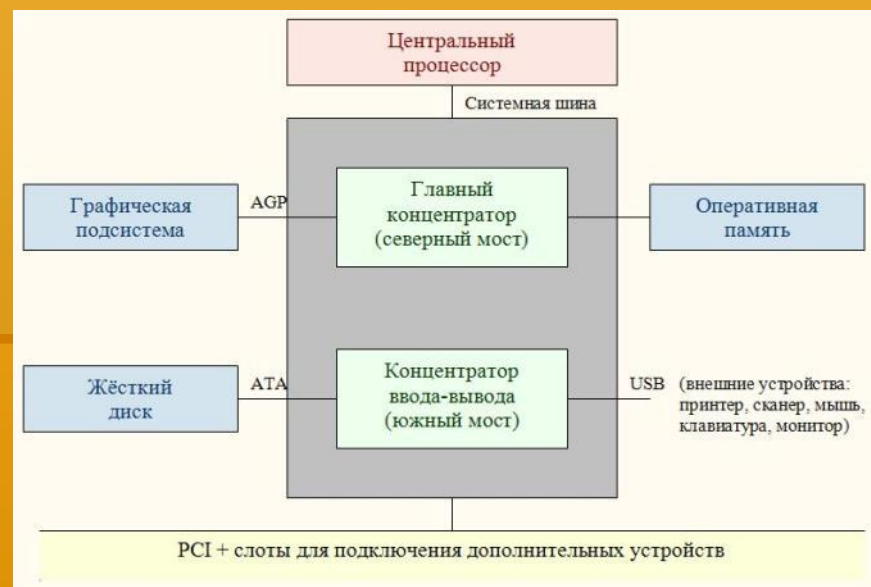 Центральный
процессор
Системная шина
Графическая
подсистема
AGP
Главный
концентратор
(северный мост)
Оперативная
память
Жёсткий
диск
ATA
Концентратор
ввода-вывода
(южный мост)
USB (внешние устройства:
принтер, сканер, мышь,
клавиатура, монитор)
PCI + слоты для подключения дополнительных устройств